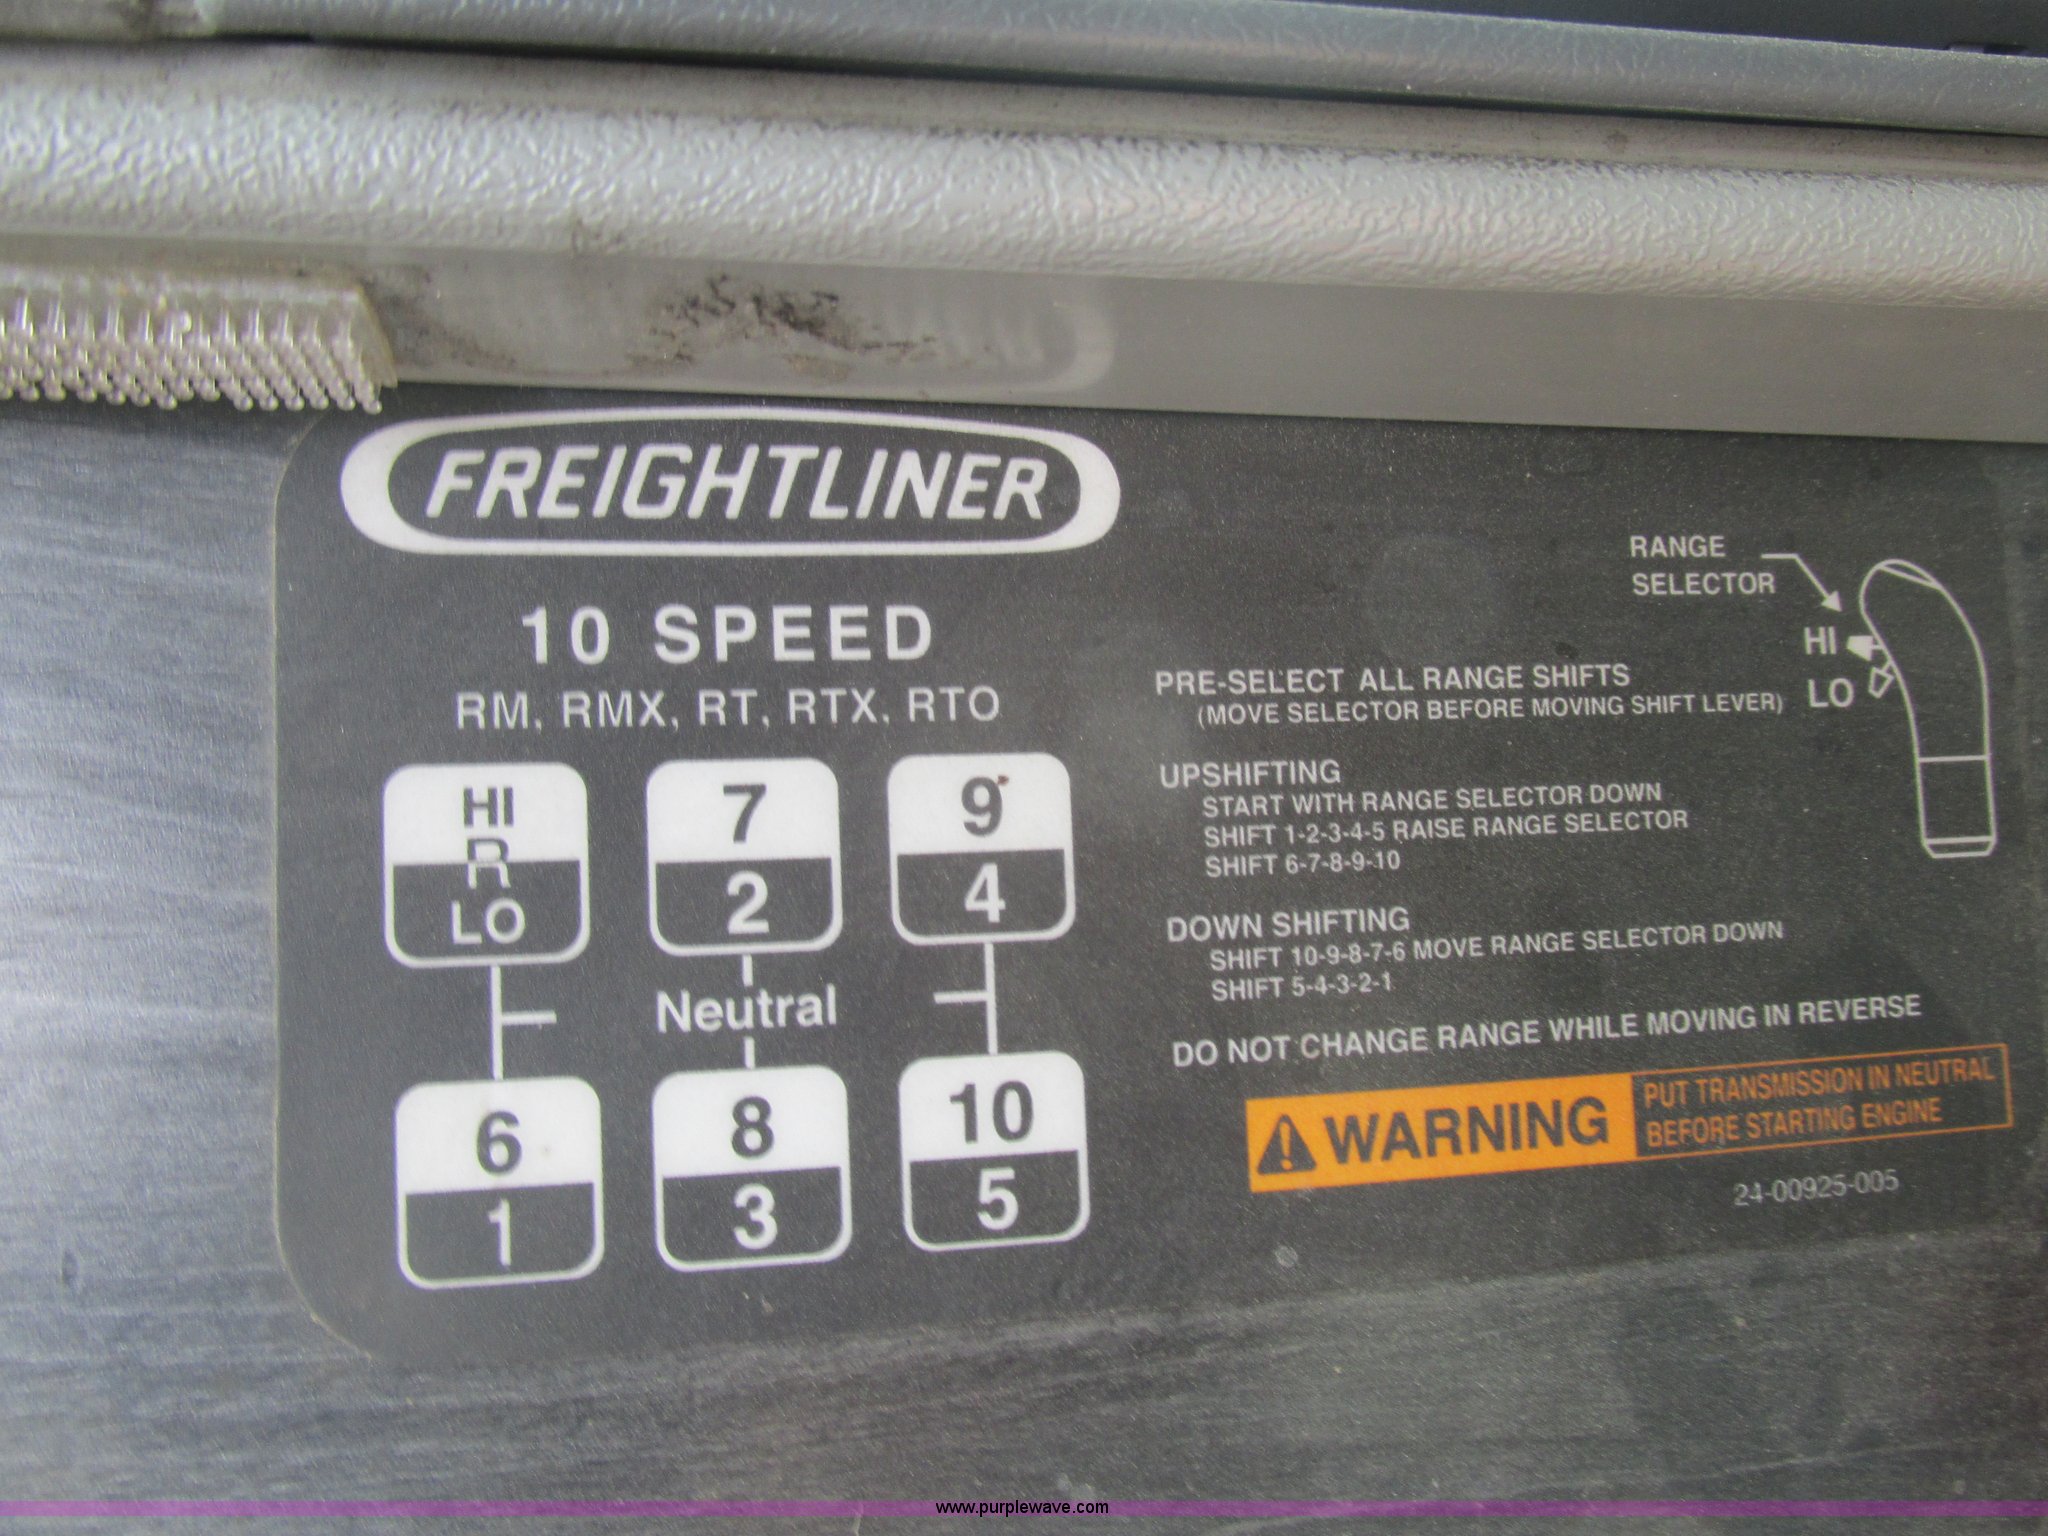 FREIGHTLINER
10 SPEED
RM, RMX, RT, RTX, RTO
HI
R
LO
7
2
9
4
Neutral
6
1
8
3
10
5
RANGE
SELECTOR
HI
LO
PRE-SELECT ALL RANGE SHIFTS
(MOVE SELECTOR BEFORE MOVING SHIFT LEVER)
UPSHIFTING
START WITH RANGE SELECTOR DOWN
SHIFT 1-2-3-4-5 RAISE RANGE SELECTOR
SHIFT 6-7-8-9-10
DOWN SHIFTING
SHIFT 10-9-8-7-6 MOVE RANGE SELECTOR DOWN
SHIFT 5-4-3-2-1
DO NOT CHANGE RANGE WHILE MOVING IN REVERSE
WARNING
PUT TRANSMISSION IN NEUTRAL
BEFORE STARTING ENGINE
24-00925-005
www.purplewave.com